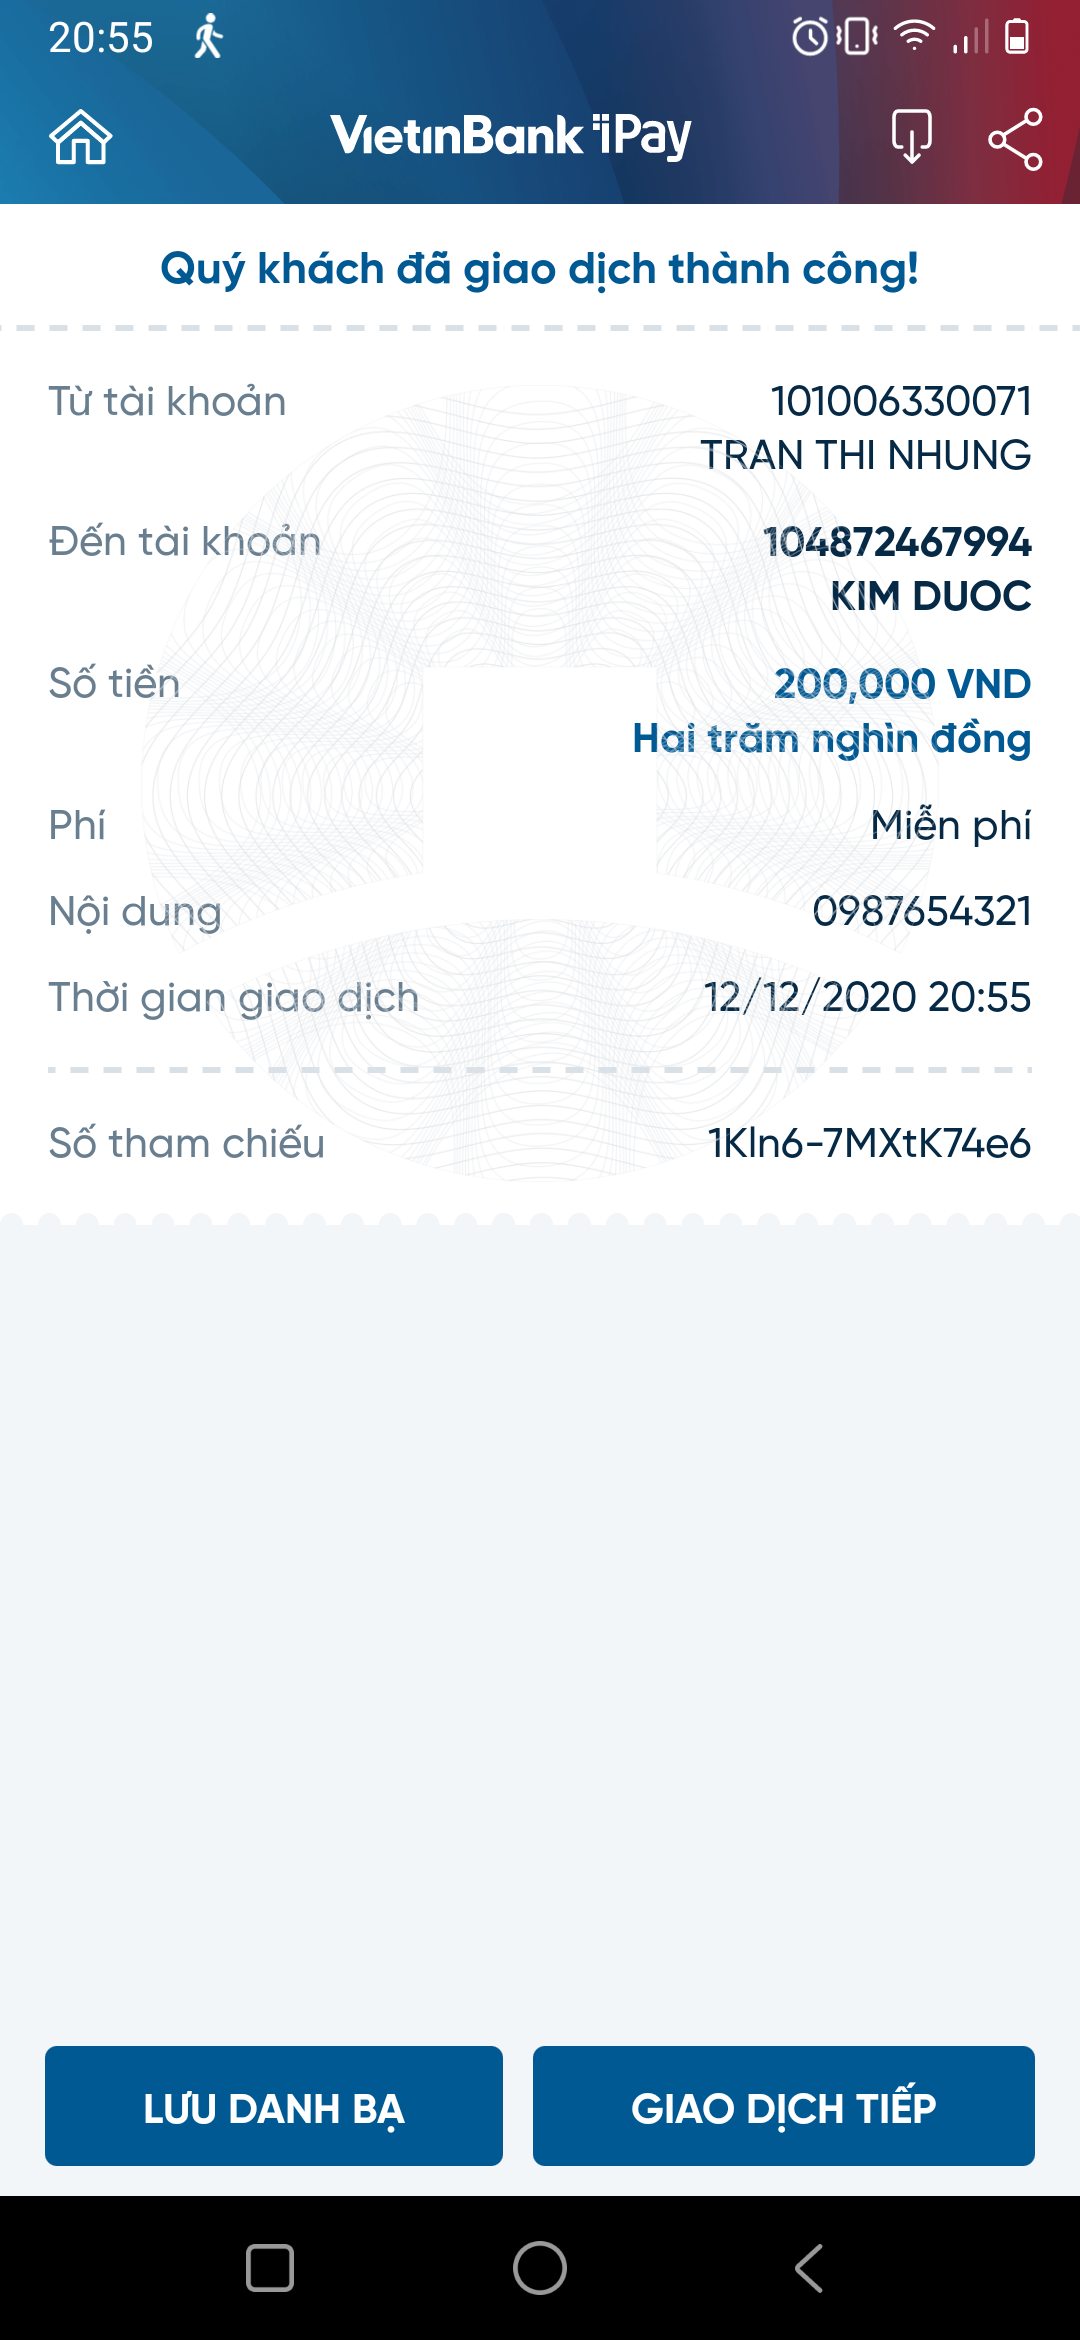 20:55
VietinBank iPay
Quý khách đã giao dịch thành công!
Từ tài khoản 101006330071
TRAN THI NHUNG
Đến tài khoản 104872467994
KIM DUOC
Số tiền 200,000 VND
Hai trăm nghìn đồng
Phí Miễn phí
Nội dung 0987654321
Thời gian giao dịch 12/12/2020 20:55
Số tham chiếu 1Kln6-7MXtK74e6
LƯU DANH BẠ GIAO DỊCH TIẾP